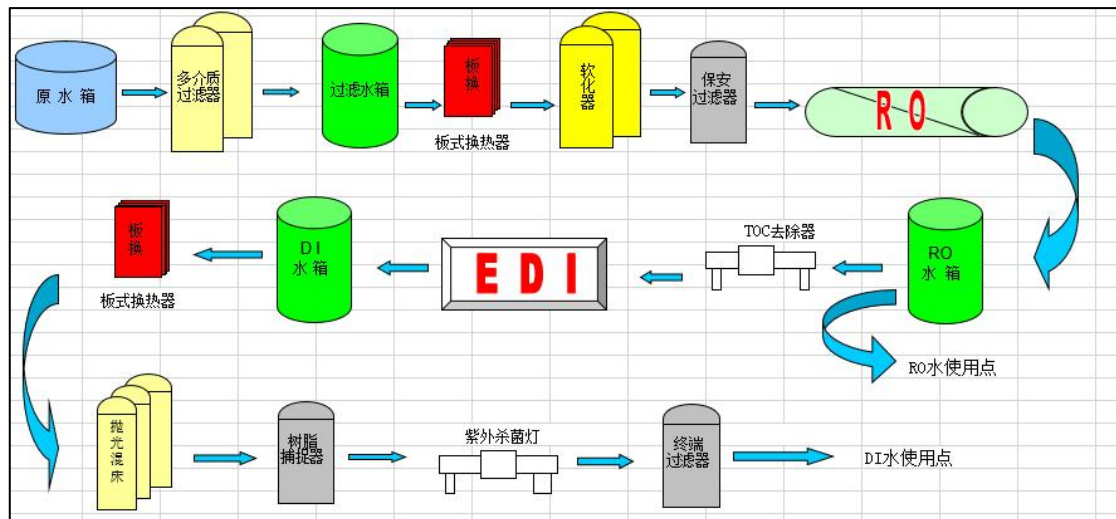 原 水 箱
多介质
过滤器
过滤水箱
板
换
板式换热器
软
化
器
保安
过滤器
R O
板
换
板式换热器
DI
水 箱
E D I
TOC去除器
RO
水 箱
RO水使用点
抛
光
混
床
树脂
捕捉器
紫外杀菌灯
终端
过滤器
DI水使用点